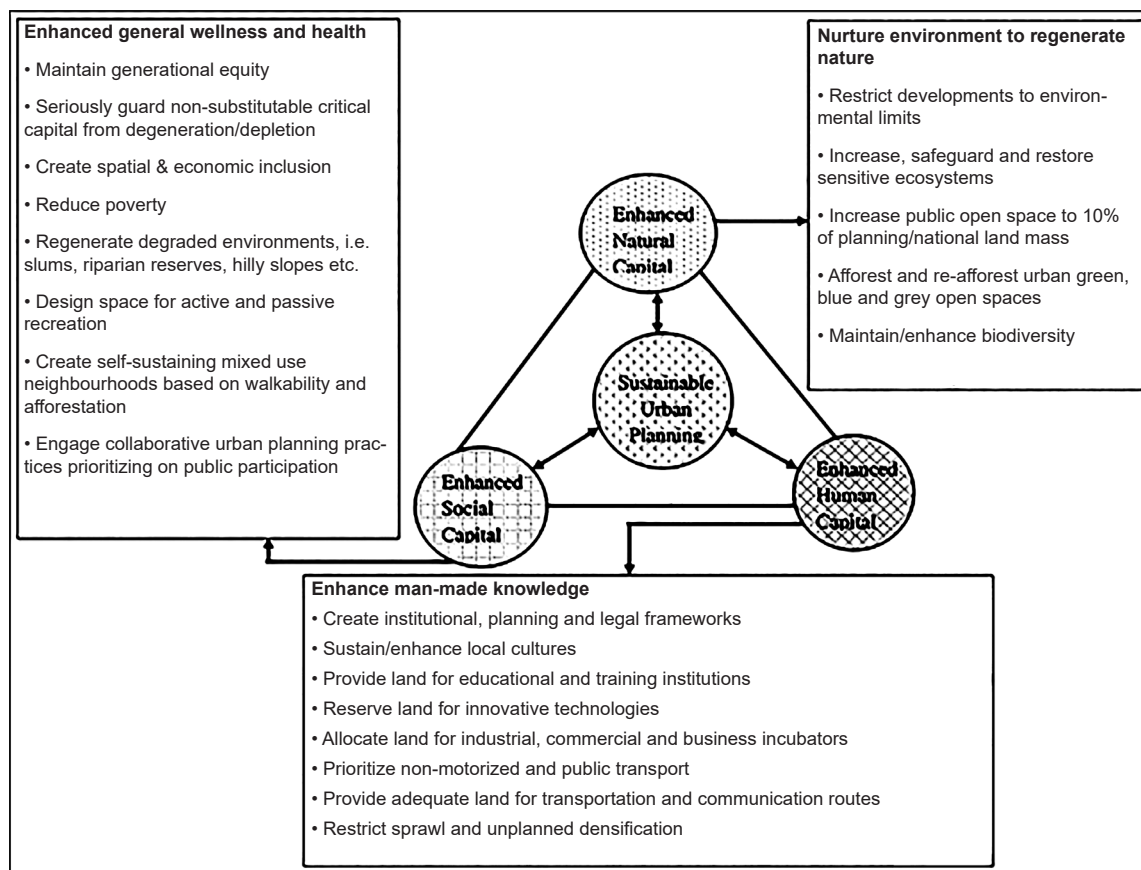 Enhanced general wellness and health
• Maintain generational equity
• Seriously guard non-substitutable critical
capital from degeneration/depletion
• Create spatial & economic inclusion
• Reduce poverty
• Regenerate degraded environments, i.e.
slums, riparian reserves, hilly slopes etc.
• Design space for active and passive
recreation
• Create self-sustaining mixed use
neighbourhoods based on walkability and
afforestation
• Engage collaborative urban planning prac-
tices prioritizing on public participation
Nurture environment to regenerate
nature
• Restrict developments to environ-
mental limits
• Increase, safeguard and restore
sensitive ecosystems
• Increase public open space to 10%
of planning/national land mass
• Afforest and re-afforest urban green,
blue and grey open spaces
• Maintain/enhance biodiversity
Enhanced
Natural
Capital
Sustainable
Urban
Planning
Enhanced
Social
Capital
Enhanced
Human
Capital
Enhance man-made knowledge
• Create institutional, planning and legal frameworks
• Sustain/enhance local cultures
• Provide land for educational and training institutions
• Reserve land for innovative technologies
• Allocate land for industrial, commercial and business incubators
• Prioritize non-motorized and public transport
• Provide adequate land for transportation and communication routes
• Restrict sprawl and unplanned densification